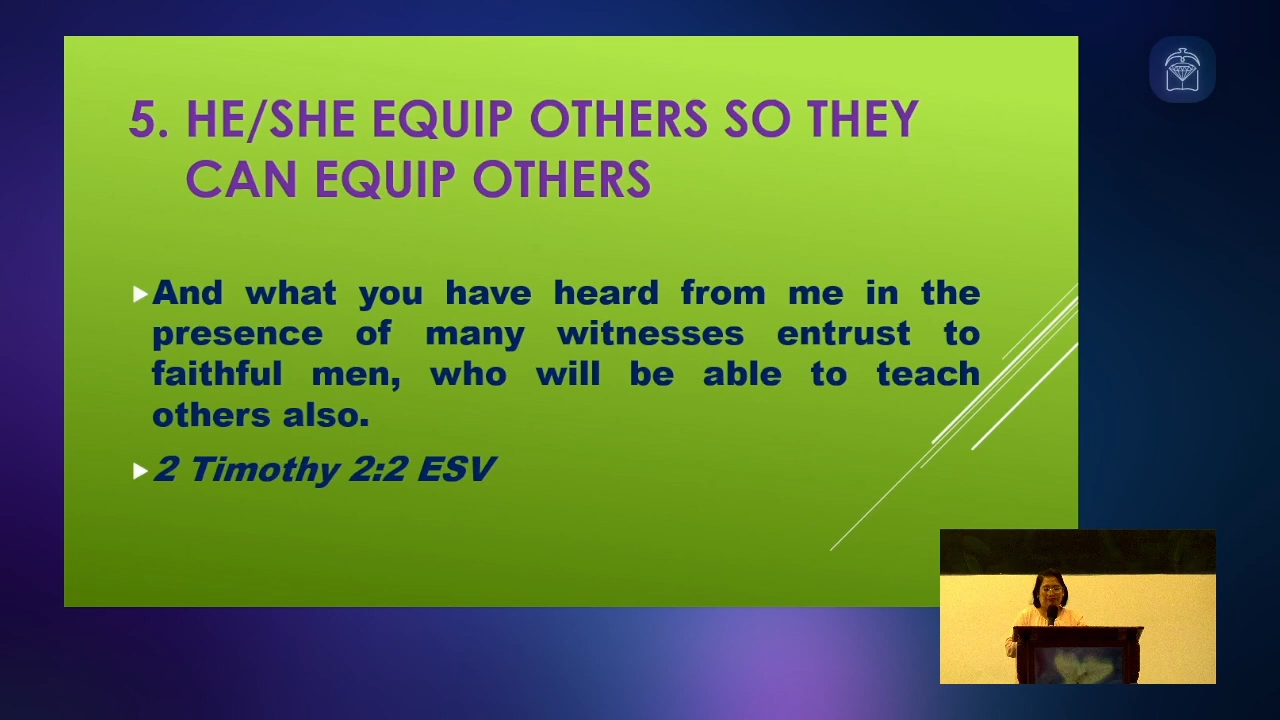 5. HE/SHE EQUIP OTHERS SO THEY
CAN EQUIP OTHERS
And what you have heard from me in the
presence of many witnesses entrust to
faithful men, who will be able to teach
others also.
2 Timothy 2:2 ESV